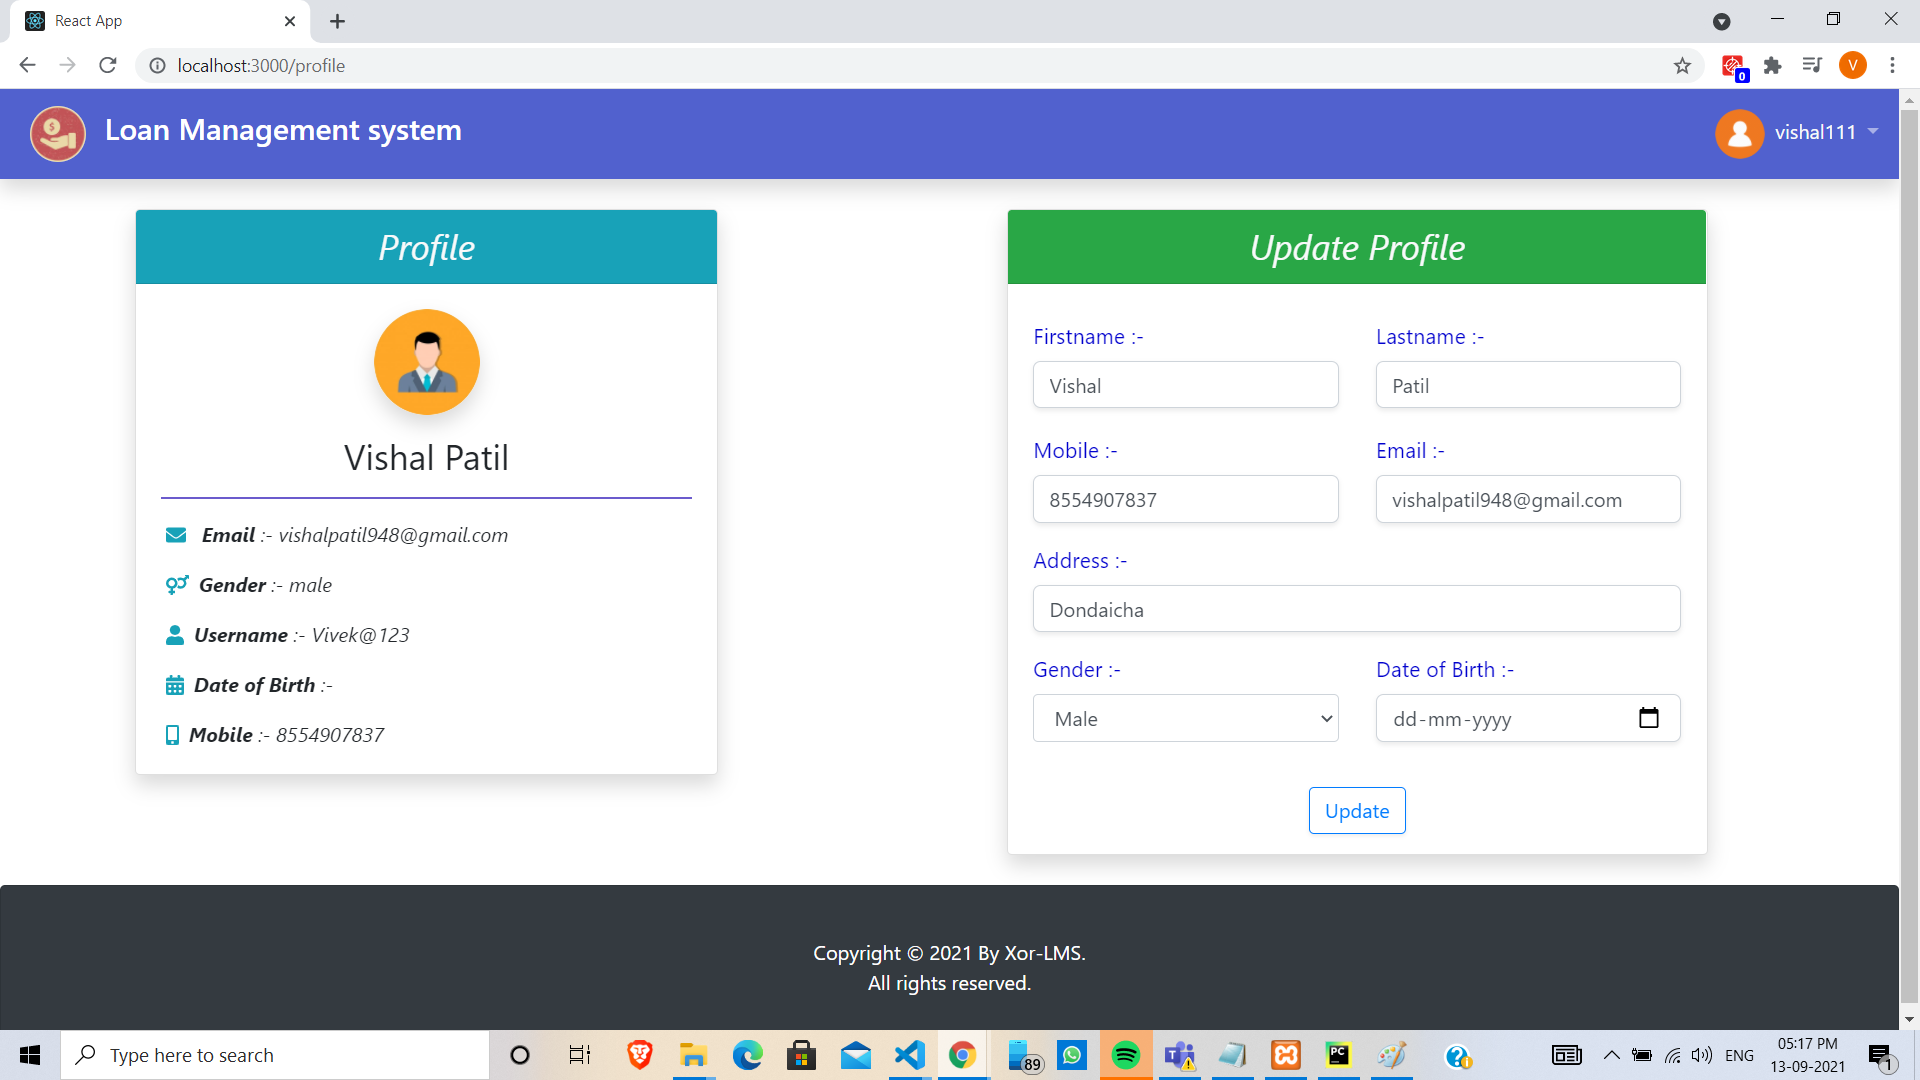 React App
localhost:3000/profile
0
V
Loan Management system
vishal111
Profile
Vishal Patil
Email :- vishalpatil948@gmail.com
Gender :- male
Username :- Vivek@123
Date of Birth :-
Mobile :- 8554907837
Update Profile
Firstname :- Lastname :-
Vishal Patil
Mobile :- Email :-
8554907837 vishalpatil948@gmail.com
Address :-
Dondaicha
Gender :- Date of Birth :-
Male dd-mm-yyyy
Update
Copyright © 2021 By Xor-LMS.
All rights reserved.
Type here to search
89
PC
ENG
05:17 PM
13-09-2021
1